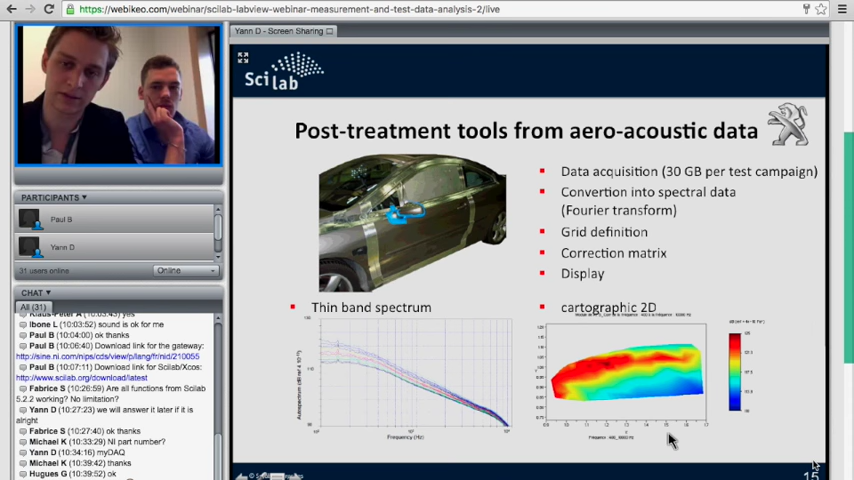 https://webikeo.com/webinar/scilab-labview-webinar-measurement-and-test-data-analysis-2/live
Yann D - Screen Sharing
Scilab
Post-treatment tools from aero-acoustic data
Data acquisition (30 GB per test campaign)
Convertion into spectral data
(Fourier transform)
Grid definition
Correction matrix
Display
Thin band spectrum
cartographic 2D
Frequency (Hz)
PARTICIPANTS
Paul B
Yann D
31 users online
Online
CHAT
All (31)
Klaus-Peter A (10:03:43) yes
ibone L (10:03:52) sound is ok for me
Paul B (10:04:00) ok thanks
Paul B (10:06:40) Download link for the gateway:
http://sine.ni.com/nips/cds/view/p/lang/fr/nid/210055
Paul B (10:07:11) Download link for Scilab/Xcos:
http://www.scilab.org/download/latest
Fabrice S (10:26:59) Are all functions from Scilab
5.2.2 working? No limitation?
Yann D (10:27:23) we will answer it later if it is
alright
Fabrice S (10:27:40) ok thanks
Michael K (10:33:29) NI part number?
Yann D (10:34:16) myDAQ
Michael K (10:39:42) thanks
Hugues G (10:39:52) ok
15